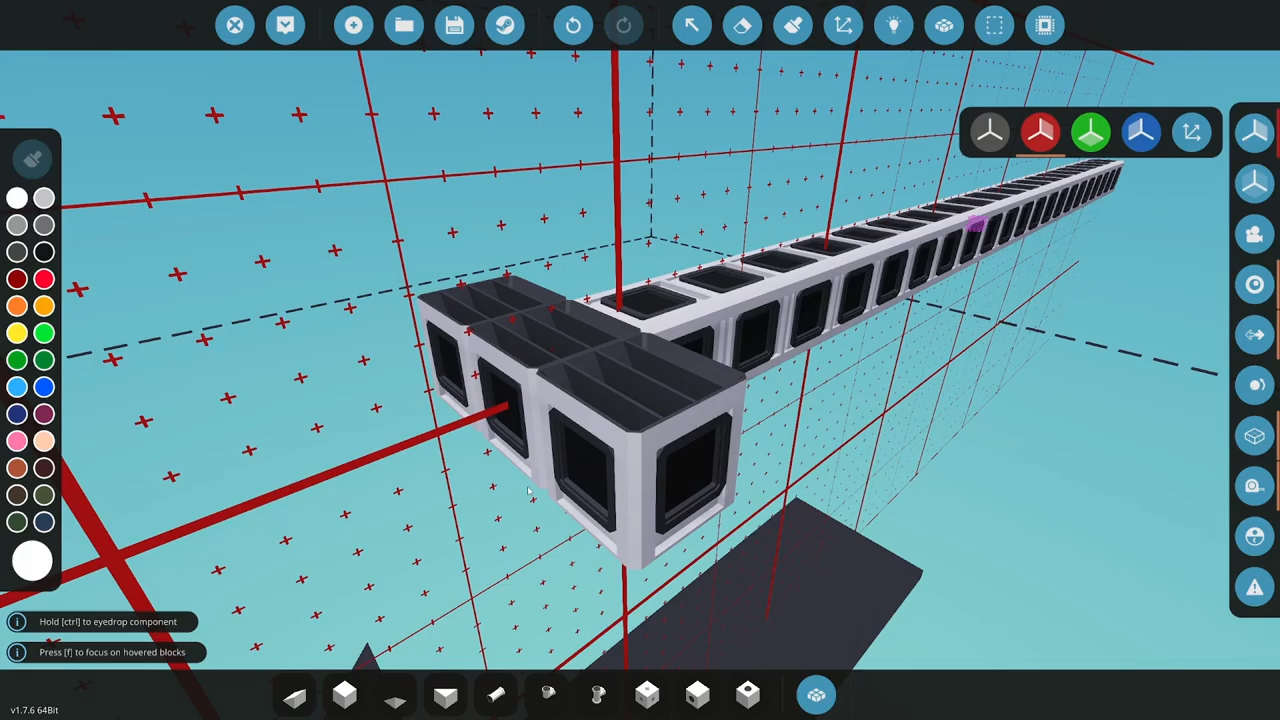 Hold [ctrl] to eyedrop component
Press [f] to focus on hovered blocks
v1.7.6 64Bit